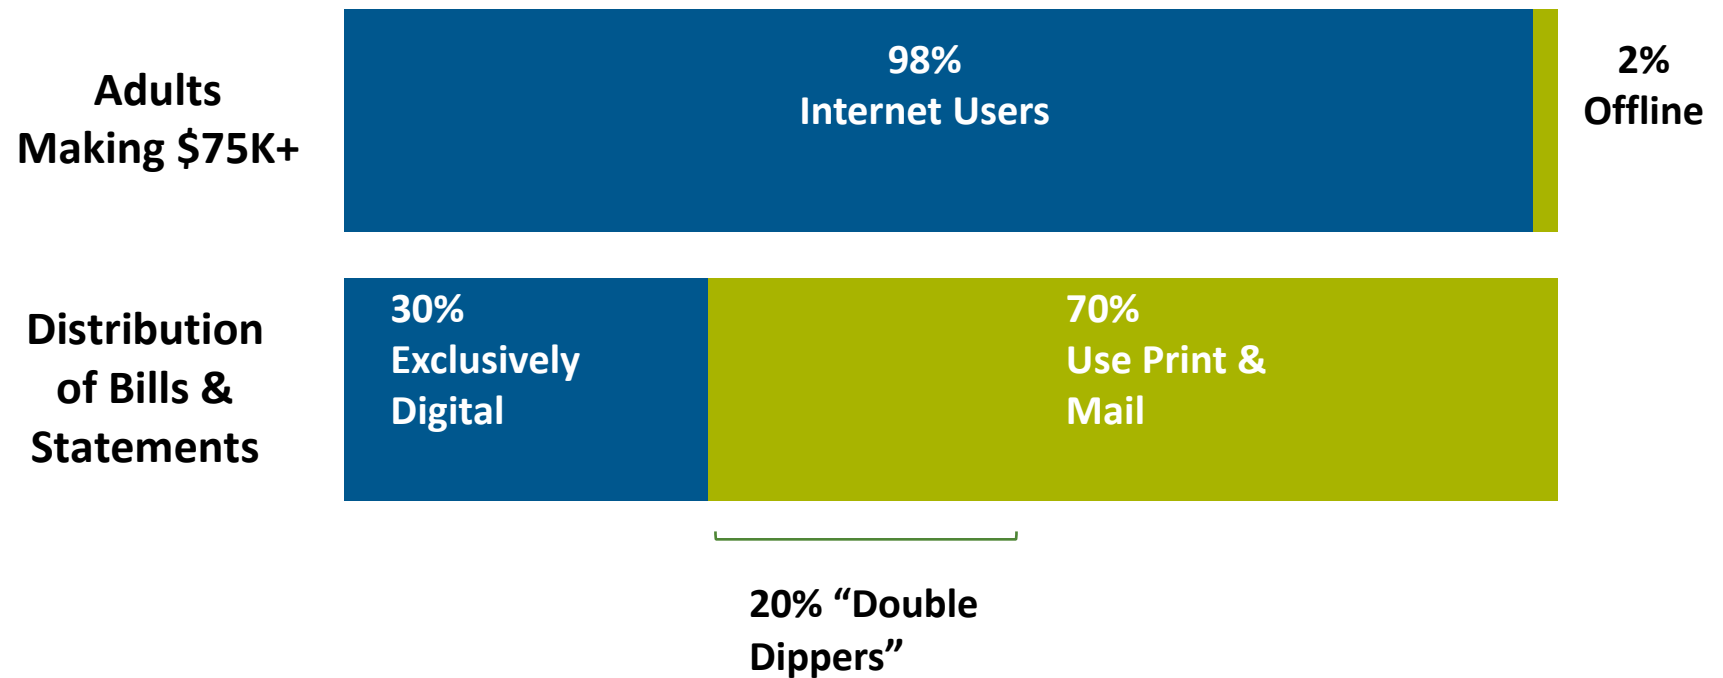 Adults
Making $75K+
98%
Internet Users
2%
Offline
Distribution
of Bills &
Statements
30%
Exclusively
Digital
70%
Use Print &
Mail
20% “Double
Dippers”